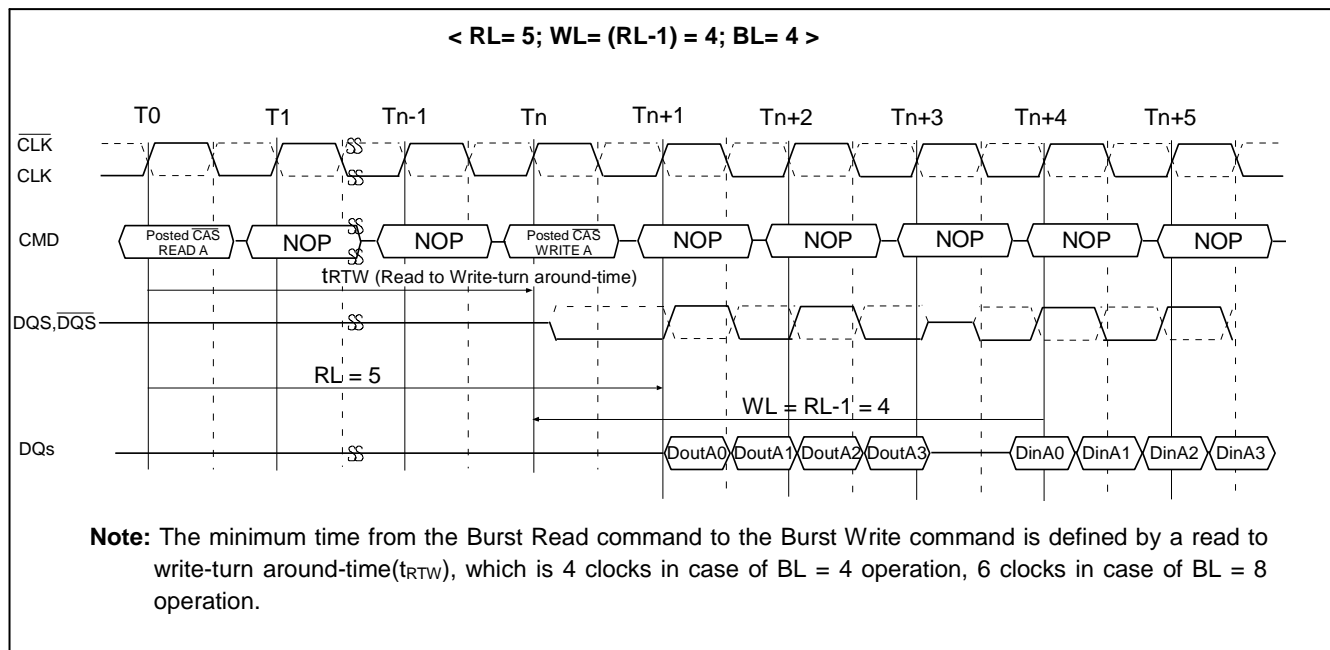 < RL= 5; WL= (RL-1) = 4; BL= 4 >
T0 T1 Tn-1 Tn Tn+1 Tn+2 Tn+3 Tn+4 Tn+5
C̅L̅K̅
CLK
CMD Posted C̅A̅S̅ NOP NOP Posted C̅A̅S̅ NOP NOP NOP NOP NOP
READ A WRITE A
tRTW (Read to Write-turn around-time)
DQS,D̅Q̅S̅
RL = 5
WL = RL-1 = 4
DQs DoutA0 DoutA1 DoutA2 DoutA3 DinA0 DinA1 DinA2 DinA3
Note: The minimum time from the Burst Read command to the Burst Write command is defined by a read to
write-turn around-time(tRTW), which is 4 clocks in case of BL = 4 operation, 6 clocks in case of BL = 8
operation.